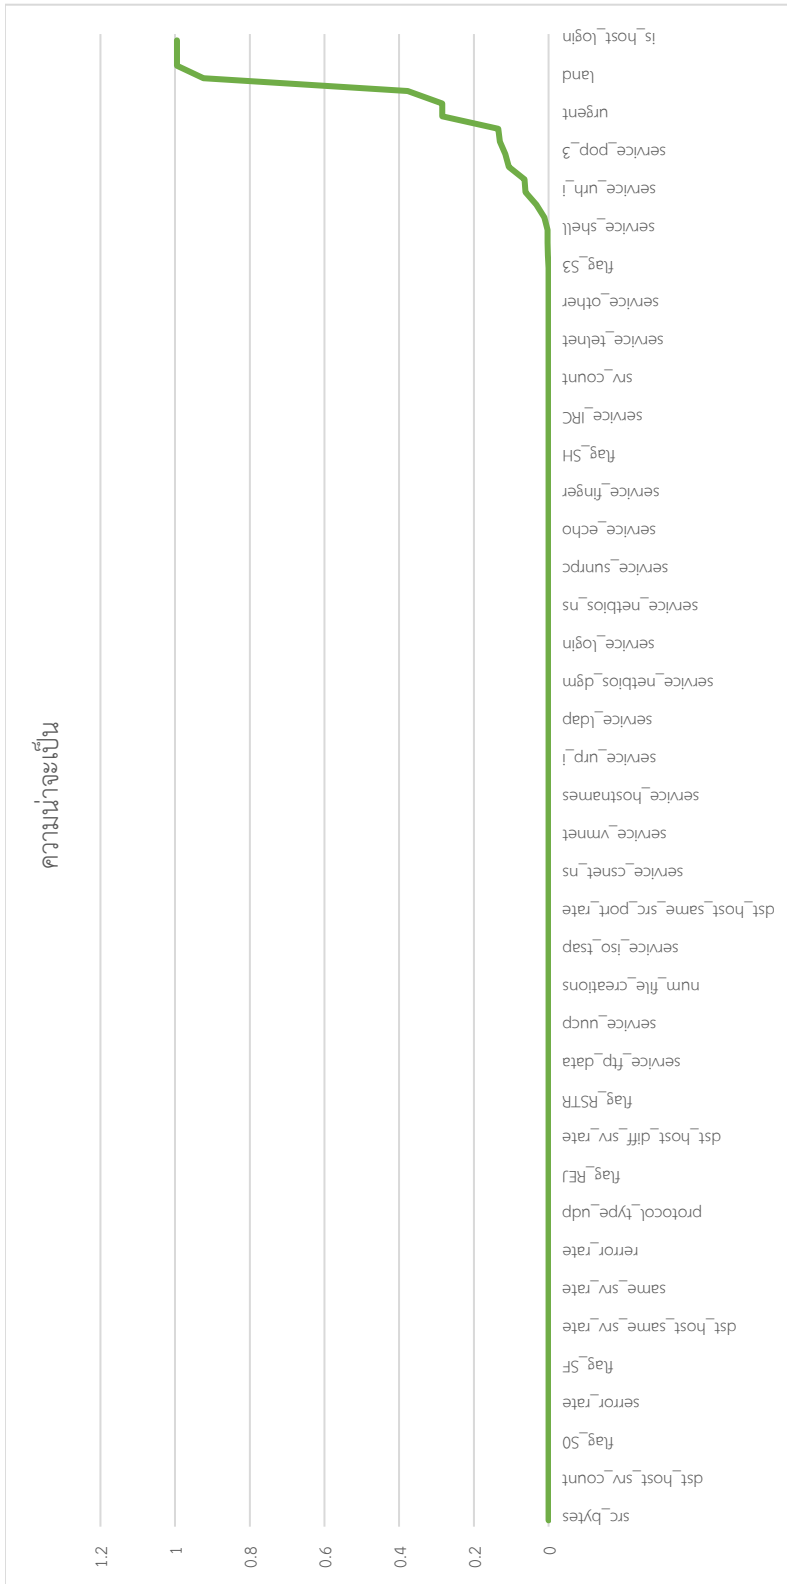 ความน่าจะเป็น
1.2
1
0.8
0.6
0.4
0.2
0
src_bytes
dst_host_srv_count
flag_S0
serror_rate
flag_SF
dst_host_same_srv_rate
same_srv_rate
rerror_rate
protocol_type_udp
flag_REJ
dst_host_diff_srv_rate
flag_RSTR
service_ftp_data
service_uucp
num_file_creations
service_iso_tsap
dst_host_same_src_port_rate
service_csnet_ns
service_vmnet
service_hostnames
service_urp_i
service_ldap
service_netbios_dgm
service_login
service_netbios_ns
service_sunrpc
service_echo
service_finger
flag_SH
service_IRC
srv_count
service_telnet
service_other
flag_S3
service_shell
service_urh_i
service_pop_3
urgent
land
is_host_login